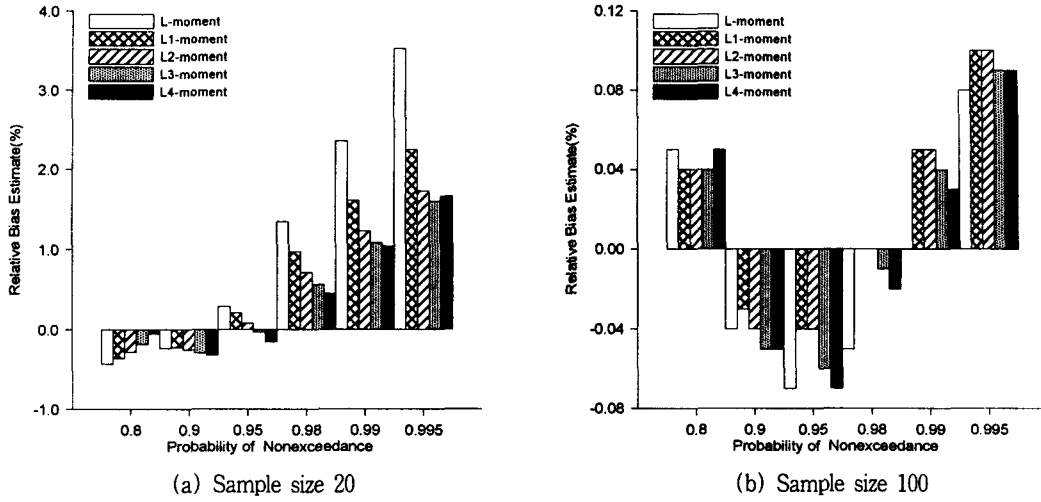 4.0
3.0
2.0
1.0
0.0
-1.0
Relative Bias Estimate(%)
L-moment
L1-moment
L2-moment
L3-moment
L4-moment
0.8 0.9 0.95 0.98 0.99 0.995
Probability of Nonexceedance
(a) Sample size 20
0.12
0.08
0.04
0.00
-0.04
-0.08
Relative Bias Estimate(%)
L-moment
L1-moment
L2-moment
L3-moment
L4-moment
0.8 0.9 0.95 0.98 0.99 0.995
Probability of Nonexceedance
(b) Sample size 100